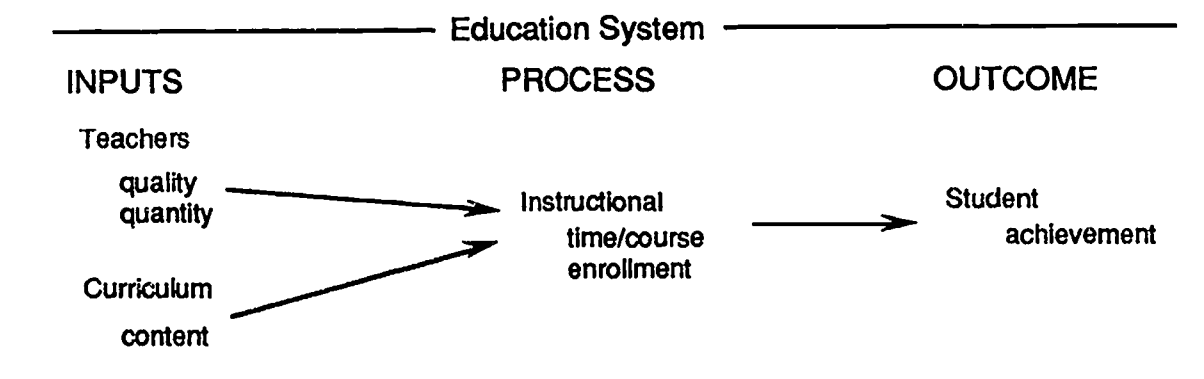 Education System
INPUTS
PROCESS
OUTCOME
Teachers
quality
quantity
Curriculum
content
Instructional
time/course
enrollment
Student
achievement